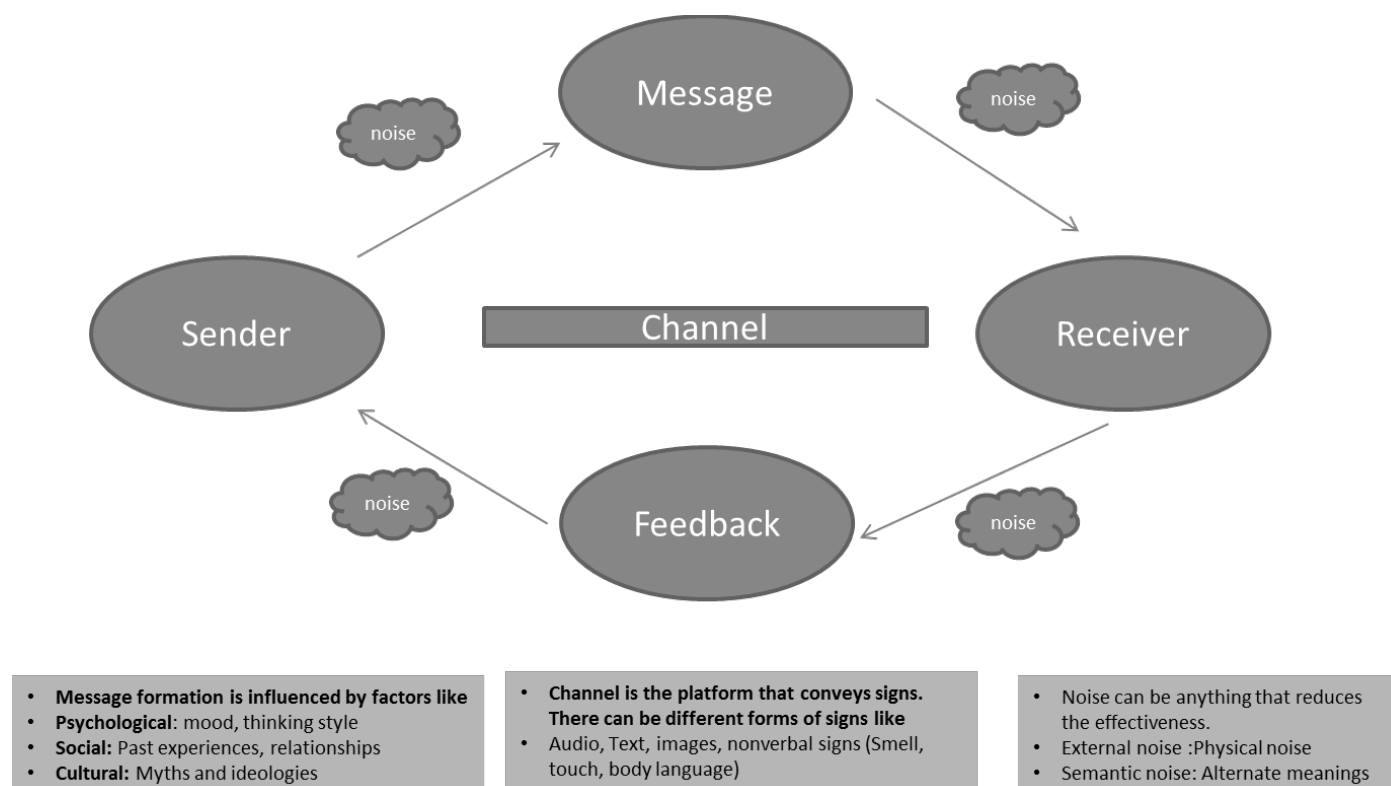 Message
noise
noise
Sender
Channel
Receiver
noise
Feedback
noise
• Message formation is influenced by factors like
• Psychological: mood, thinking style
• Social: Past experiences, relationships
• Cultural: Myths and ideologies
• Channel is the platform that conveys signs.
There can be different forms of signs like
• Audio, Text, images, nonverbal signs (Smell,
touch, body language)
• Noise can be anything that reduces
the effectiveness.
• External noise :Physical noise
• Semantic noise: Alternate meanings